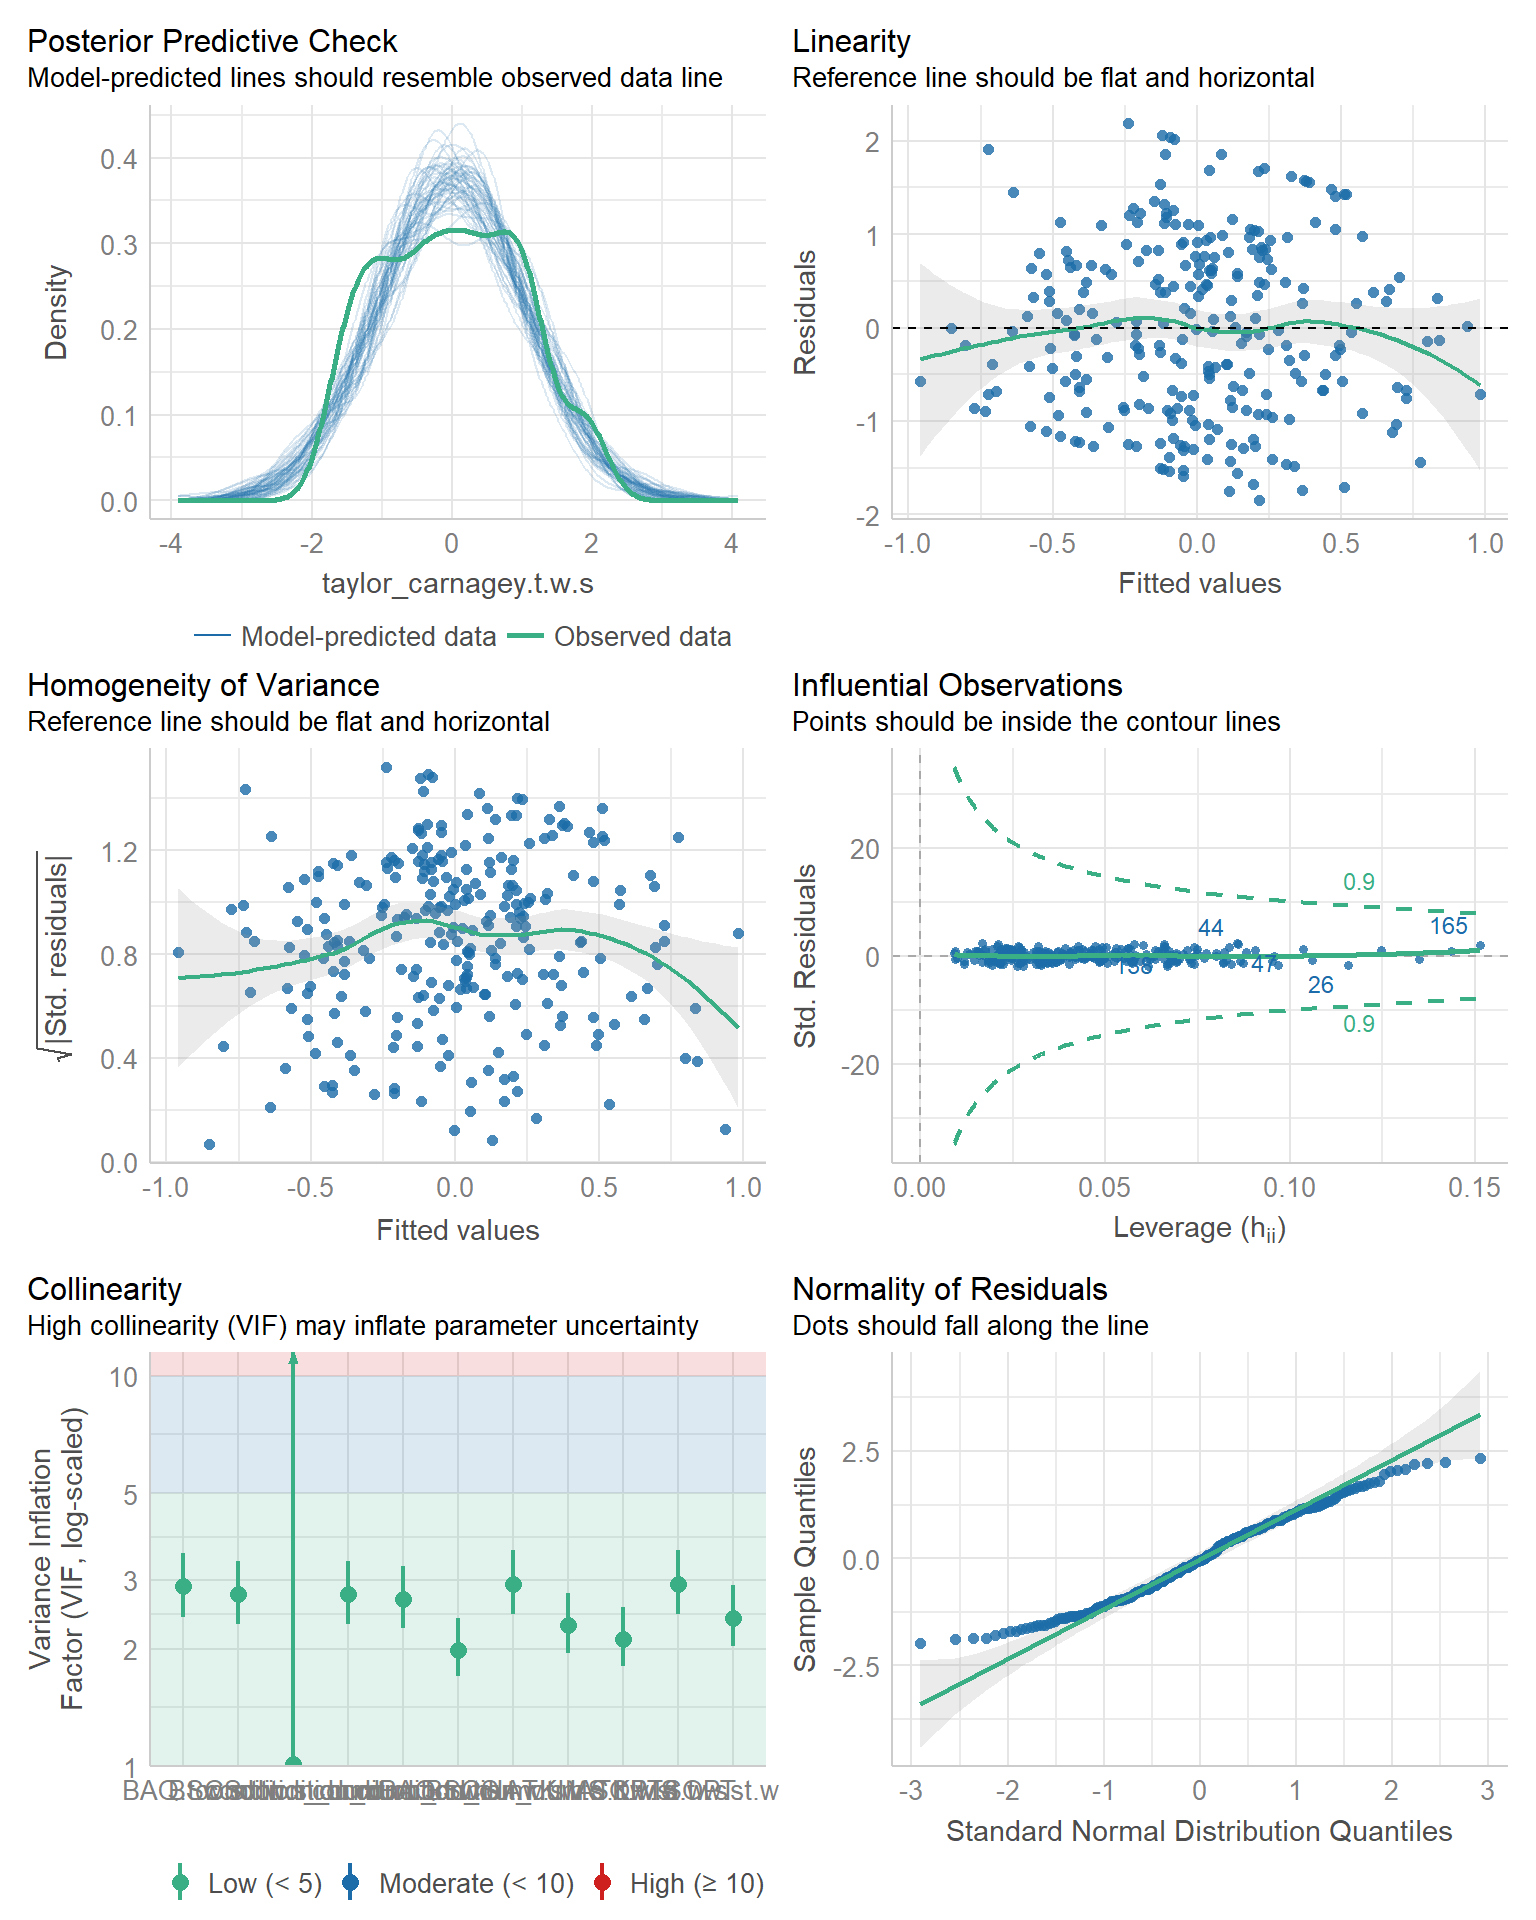 Posterior Predictive Check
Model-predicted lines should resemble observed data line
Density
0.4
0.3
0.2
0.1
0.0
-4 -2 0 2 4
taylor_carnagey.t.w.s
Model-predicted data Observed data
Linearity
Reference line should be flat and horizontal
Residuals
2
1
0
-1
-2
-1.0 -0.5 0.0 0.5 1.0
Fitted values
Homogeneity of Variance
Reference line should be flat and horizontal
√|Std. residuals|
1.2
0.8
0.4
0.0
-1.0 -0.5 0.0 0.5 1.0
Fitted values
Influential Observations
Points should be inside the contour lines
Std. Residuals
20
0
-20
0.9
44
165
138
47
26
0.9
0.00 0.05 0.10 0.15
Leverage (hii)
Collinearity
High collinearity (VIF) may inflate parameter uncertainty
Variance Inflation
Factor (VIF, log-scaled)
10
5
3
2
1
Low (< 5) Moderate (< 10) High (≥ 10)
Normality of Residuals
Dots should fall along the line
Sample Quantiles
2.5
0.0
-2.5
-3 -2 -1 0 1 2 3
Standard Normal Distribution Quantiles